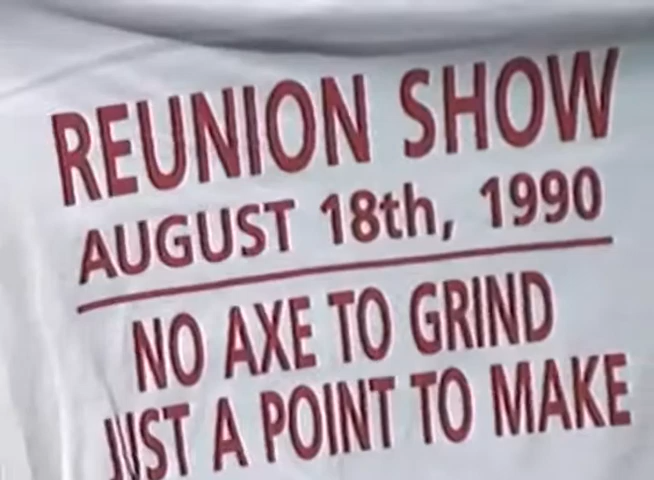 REUNION SHOW
AUGUST 18th, 1990
NO AXE TO GRIND
JUST A POINT TO MAKE